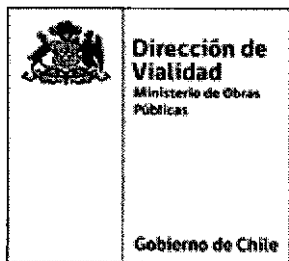 Dirección de
Vialidad
Ministerio de Obras
Públicas
Gobierno de Chile